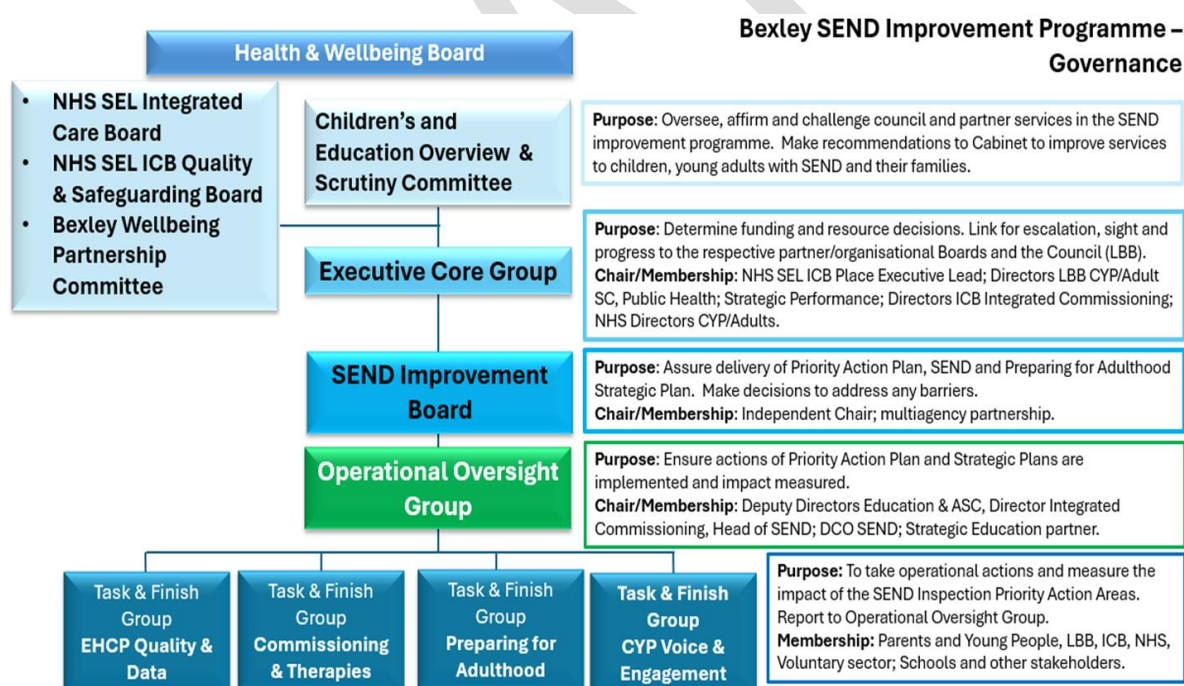 Bexley SEND Improvement Programme –
Governance
Health & Wellbeing Board
• NHS SEL Integrated
Care Board
• NHS SEL ICB Quality
& Safeguarding Board
• Bexley Wellbeing
Partnership
Committee
Children's and
Education Overview &
Scrutiny Committee
Purpose: Oversee, affirm and challenge council and partner services in the SEND
improvement programme. Make recommendations to Cabinet to improve services
to children, young adults with SEND and their families.
Executive Core Group
Purpose: Determine funding and resource decisions. Link for escalation, sight and
progress to the respective partner/organisational Boards and the Council (LBB).
Chair/Membership: NHS SEL ICB Place Executive Lead; Directors LBB CYP/Adult
SC, Public Health; Strategic Performance; Directors ICB Integrated Commissioning;
NHS Directors CYP/Adults.
SEND Improvement
Board
Purpose: Assure delivery of Priority Action Plan, SEND and Preparing for Adulthood
Strategic Plan. Make decisions to address any barriers.
Chair/Membership: Independent Chair; multiagency partnership.
Operational Oversight
Group
Purpose: Ensure actions of Priority Action Plan and Strategic Plans are
implemented and impact measured.
Chair/Membership: Deputy Directors Education & ASC, Director Integrated
Commissioning, Head of SEND; DCO SEND; Strategic Education partner.
Task & Finish
Group
EHCP Quality &
Data
Task & Finish
Group
Commissioning
& Therapies
Task & Finish
Group
Preparing for
Adulthood
Task & Finish
Group
CYP Voice &
Engagement
Purpose: To take operational actions and measure the
impact of the SEND Inspection Priority Action Areas.
Report to Operational Oversight Group.
Membership: Parents and Young People, LBB, ICB, NHS,
Voluntary sector; Schools and other stakeholders.